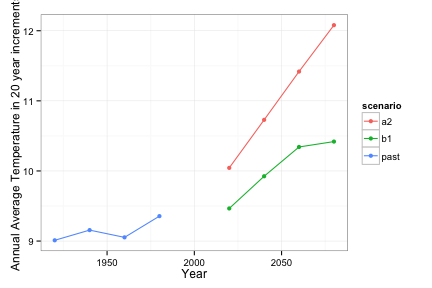 Annual Average Temperature in 20 year increment
12
11
10
9
1950 2000 2050
Year
scenario
a2
b1
past